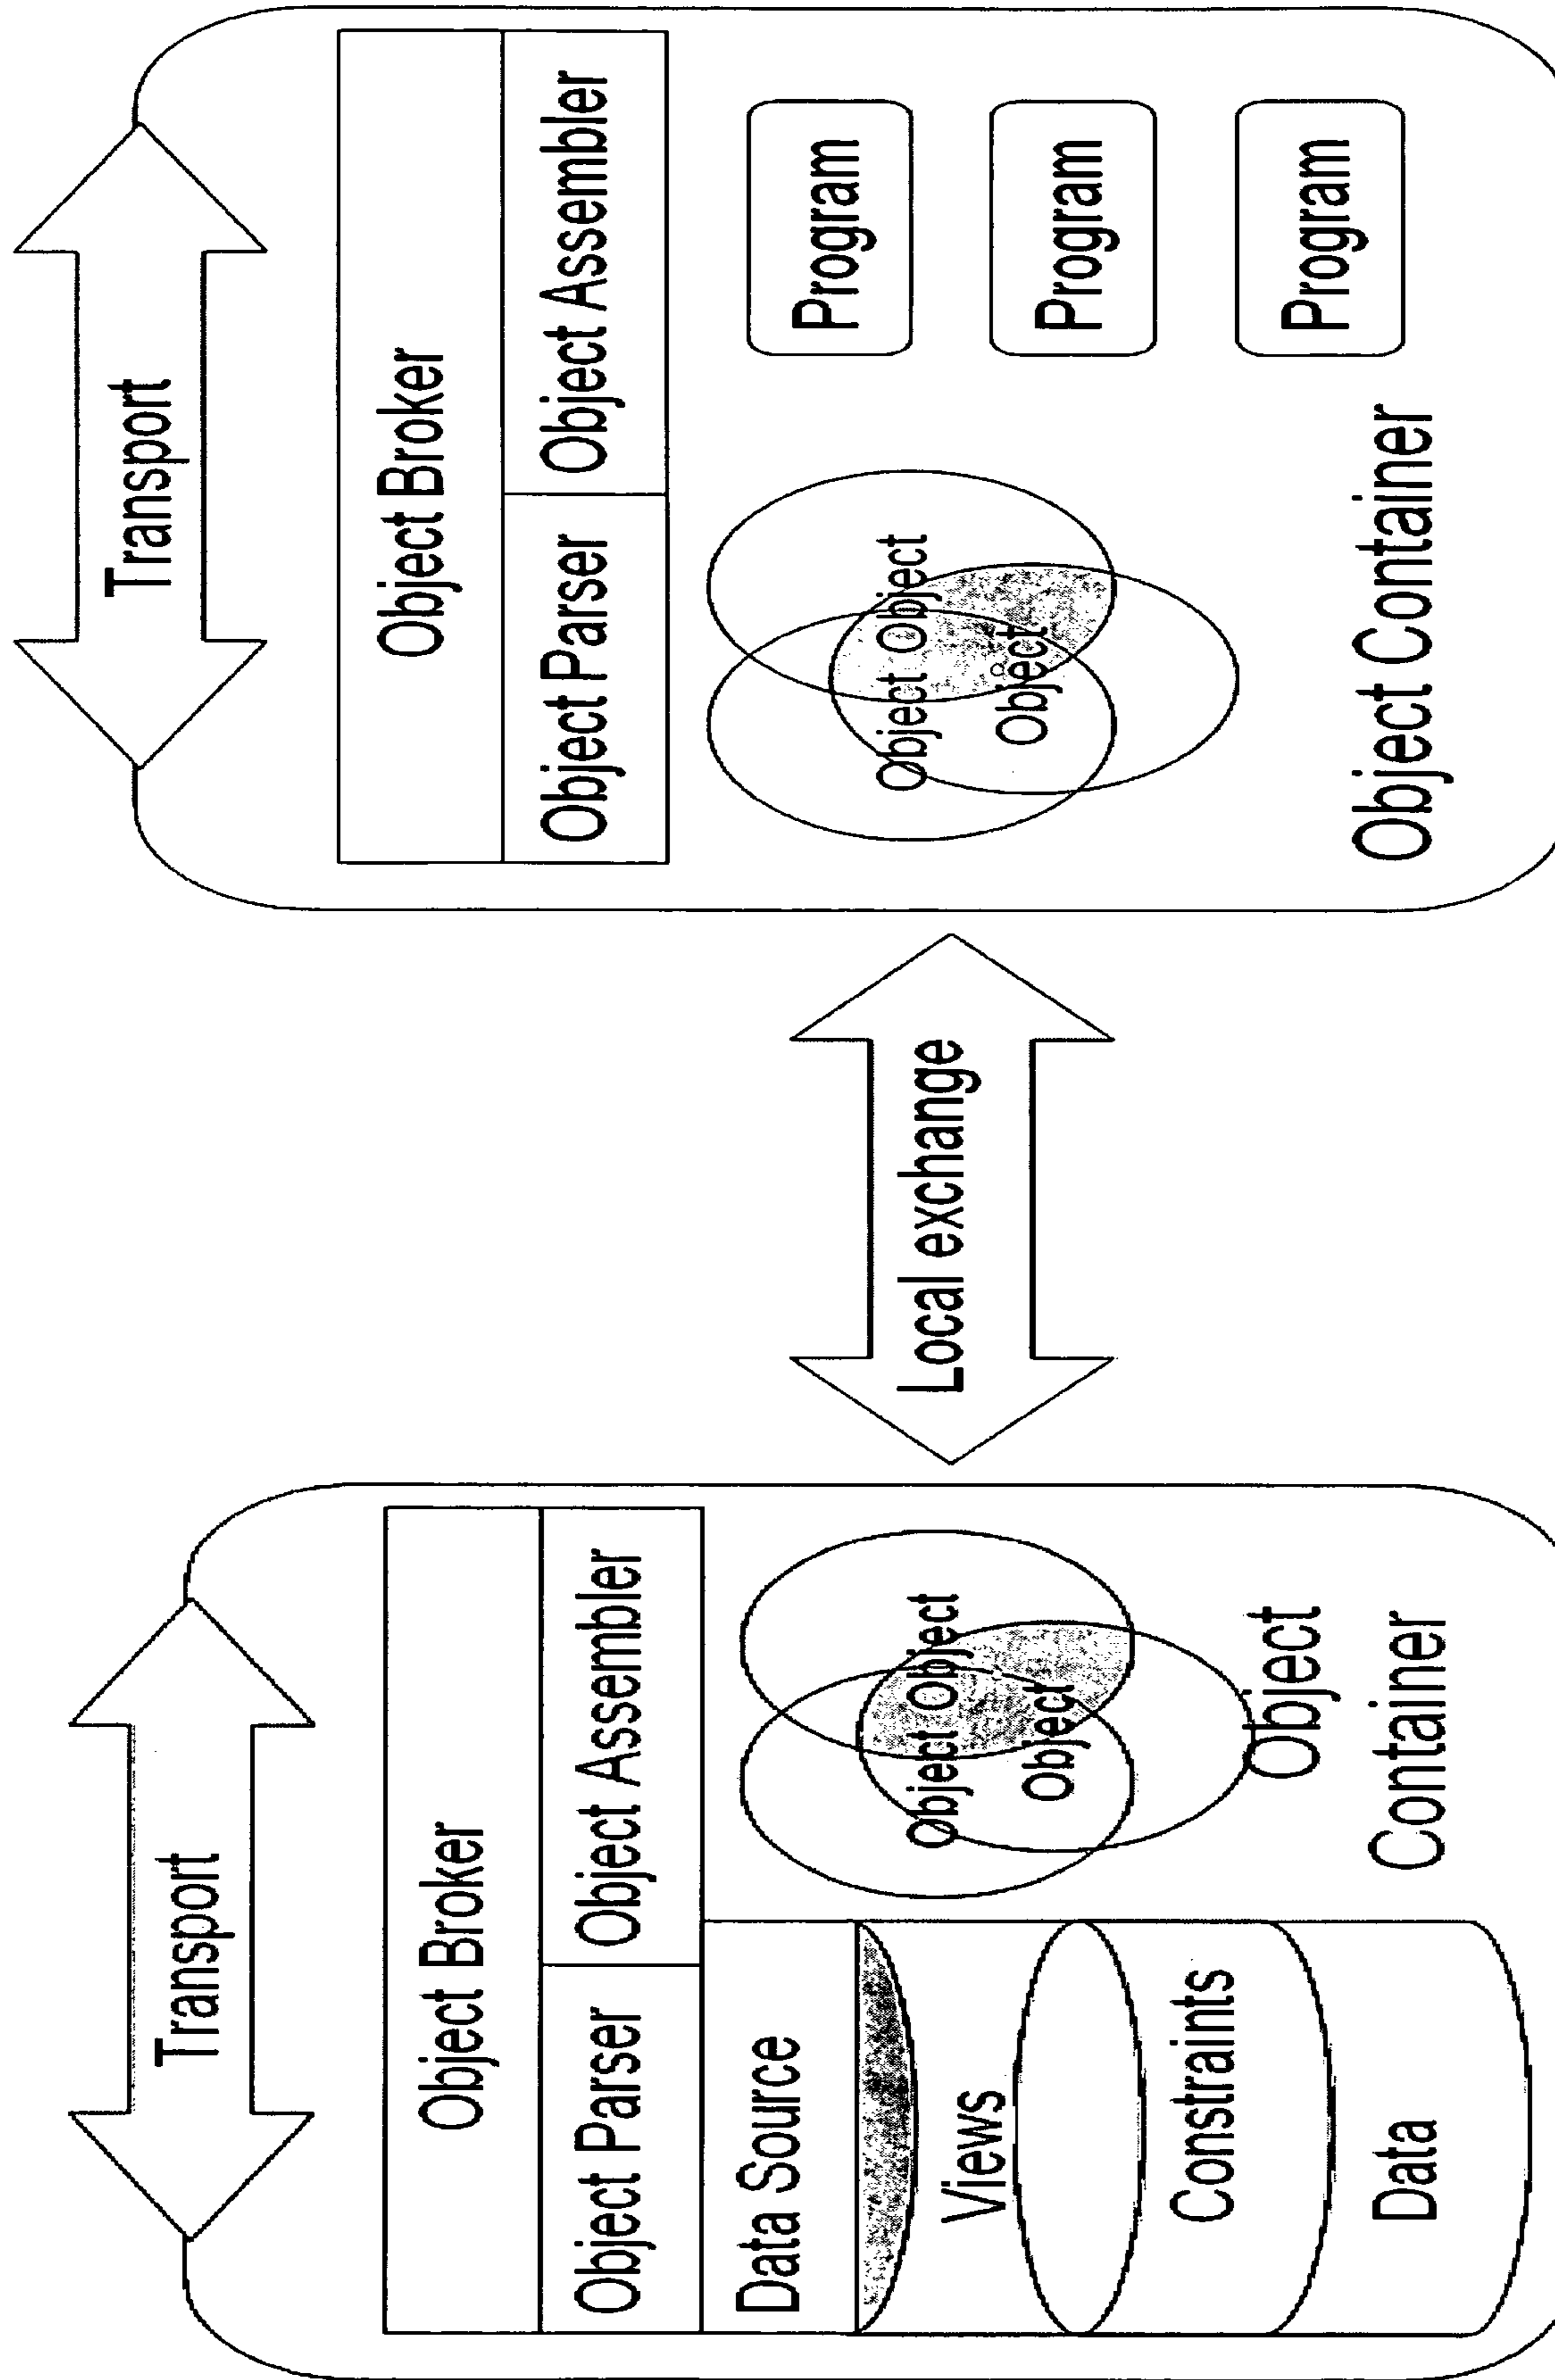 Transport
Object Broker
Object Parser
Object Assembler
Data Source
Views
Constraints
Data
Object Object
Object
Object
Container
Local exchange
Transport
Object Broker
Object Parser
Object Assembler
Object Object
Object
Program
Program
Program
Object Container